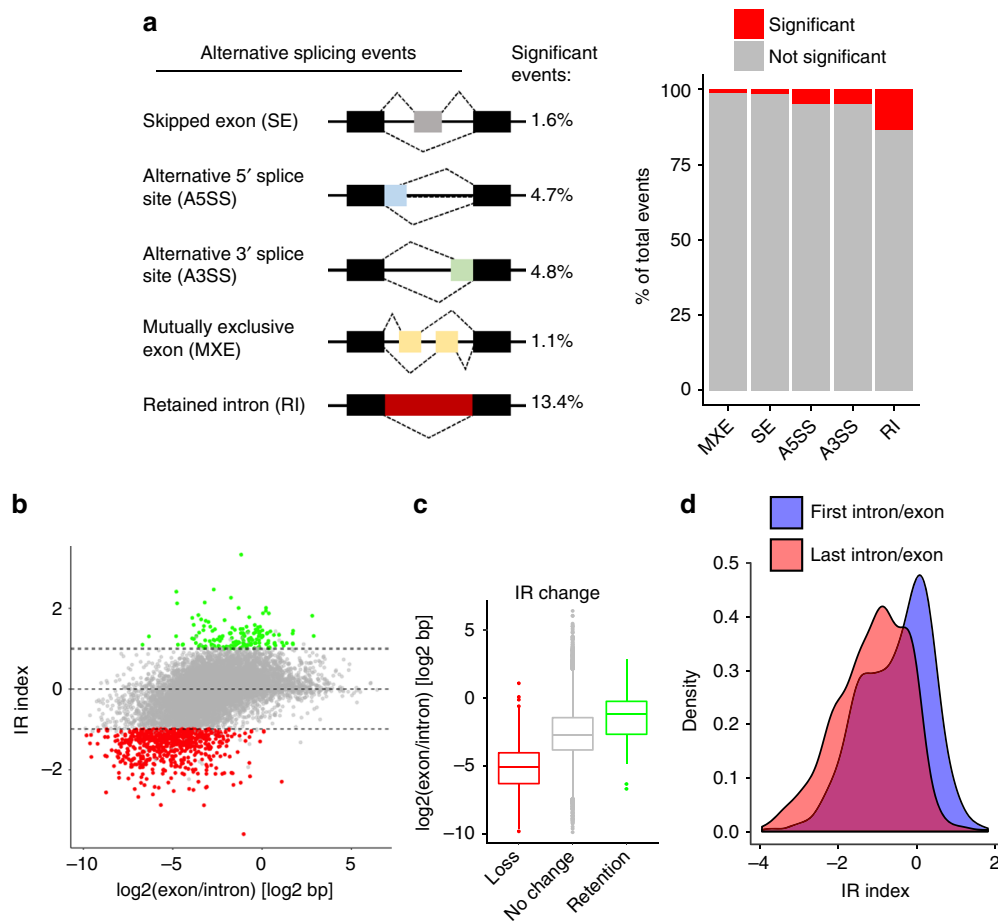 a
Alternative splicing events
Significant
events:
Skipped exon (SE)
1.6%
Alternative 5′ splice
site (A5SS)
4.7%
Alternative 3′ splice
site (A3SS)
4.8%
Mutually exclusive
exon (MXE)
1.1%
Retained intron (RI)
13.4%
Significant
Not significant
% of total events
100
75
50
25
0
MXE
SE
A5SS
A3SS
RI
b
IR index
2
0
−2
−10
−5
0
5
log2(exon/intron) [log2 bp]
c
IR change
log2(exon/intron) [log2 bp]
5
0
−5
−10
Loss
No change
Retention
d
First intron/exon
Last intron/exon
Density
0.5
0.4
0.3
0.2
0.1
0.0
−4
−2
0
2
IR index